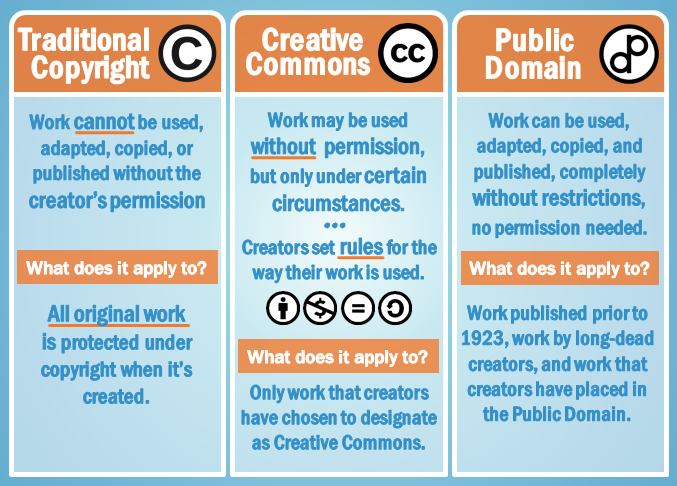 Traditional
Copyright
C
Work cannot be used,
adapted, copied, or
published without the
creator's permission
What does it apply to?
All original work
is protected under
copyright when it's
created.
Creative
Commons
cc
Work may be used
without permission,
but only under certain
circumstances.
•••
Creators set rules for the
way their work is used.
$ =
What does it apply to?
Only work that creators
have chosen to designate
as Creative Commons.
Public
Domain
pd
Work can be used,
adapted, copied, and
published, completely
without restrictions,
no permission needed.
What does it apply to?
Work published prior to
1923, work by long-dead
creators, and work that
creators have placed in
the Public Domain.